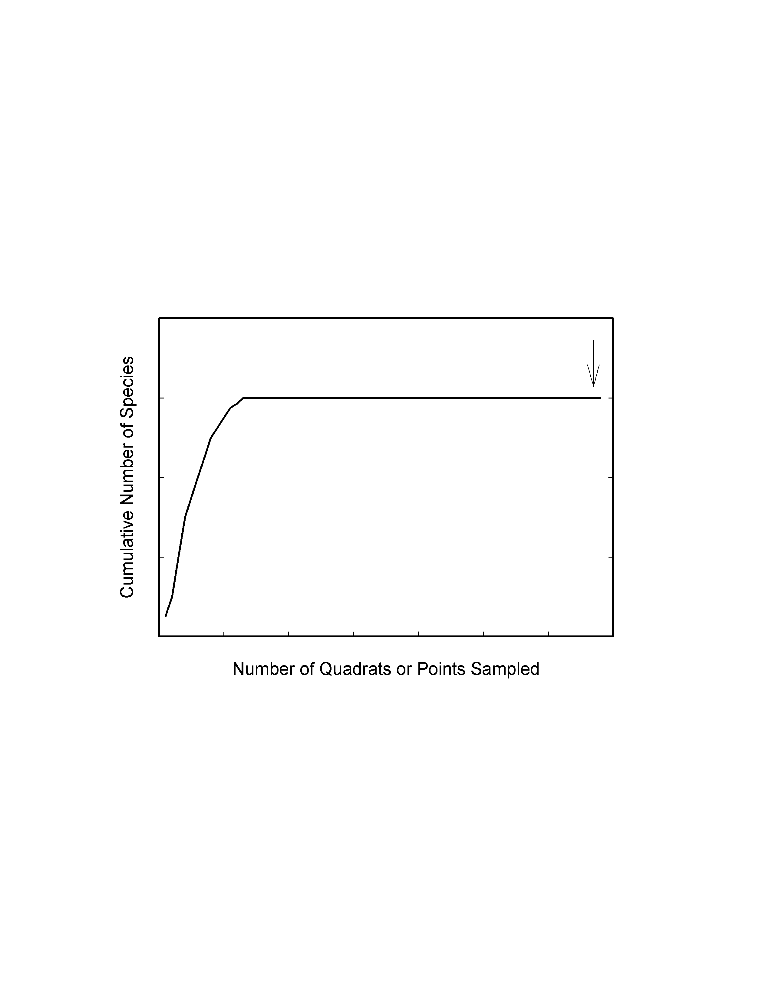 Cumulative Number of Species
Number of Quadrats or Points Sampled